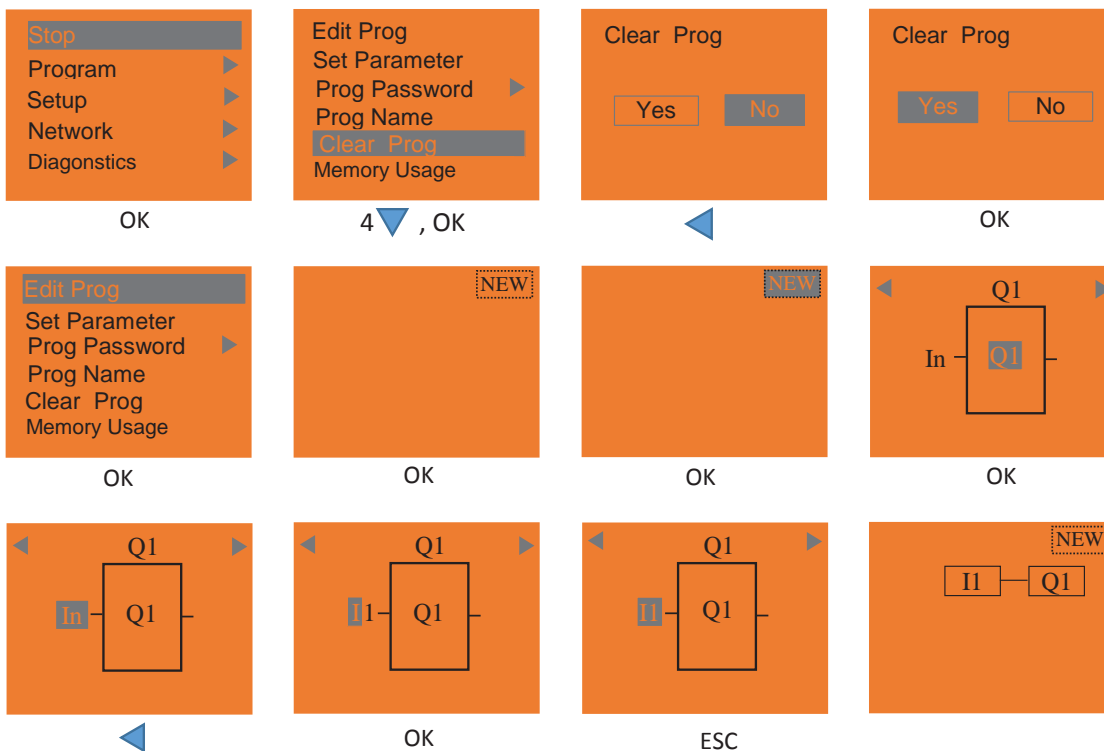 Stop
Program
Setup
Network
Diagonstics
OK
Edit Prog
Set Parameter
Prog Password
Prog Name
Clear Prog
Memory Usage
4 , OK
Clear Prog
Yes No
Clear Prog
Yes No
OK
Edit Prog
Set Parameter
Prog Password
Prog Name
Clear Prog
Memory Usage
OK
NEW
OK
NEW
OK
Q1
In Q1
OK
Q1
In Q1
Q1
I1 Q1
OK
Q1
I1 Q1
ESC
NEW
I1 Q1